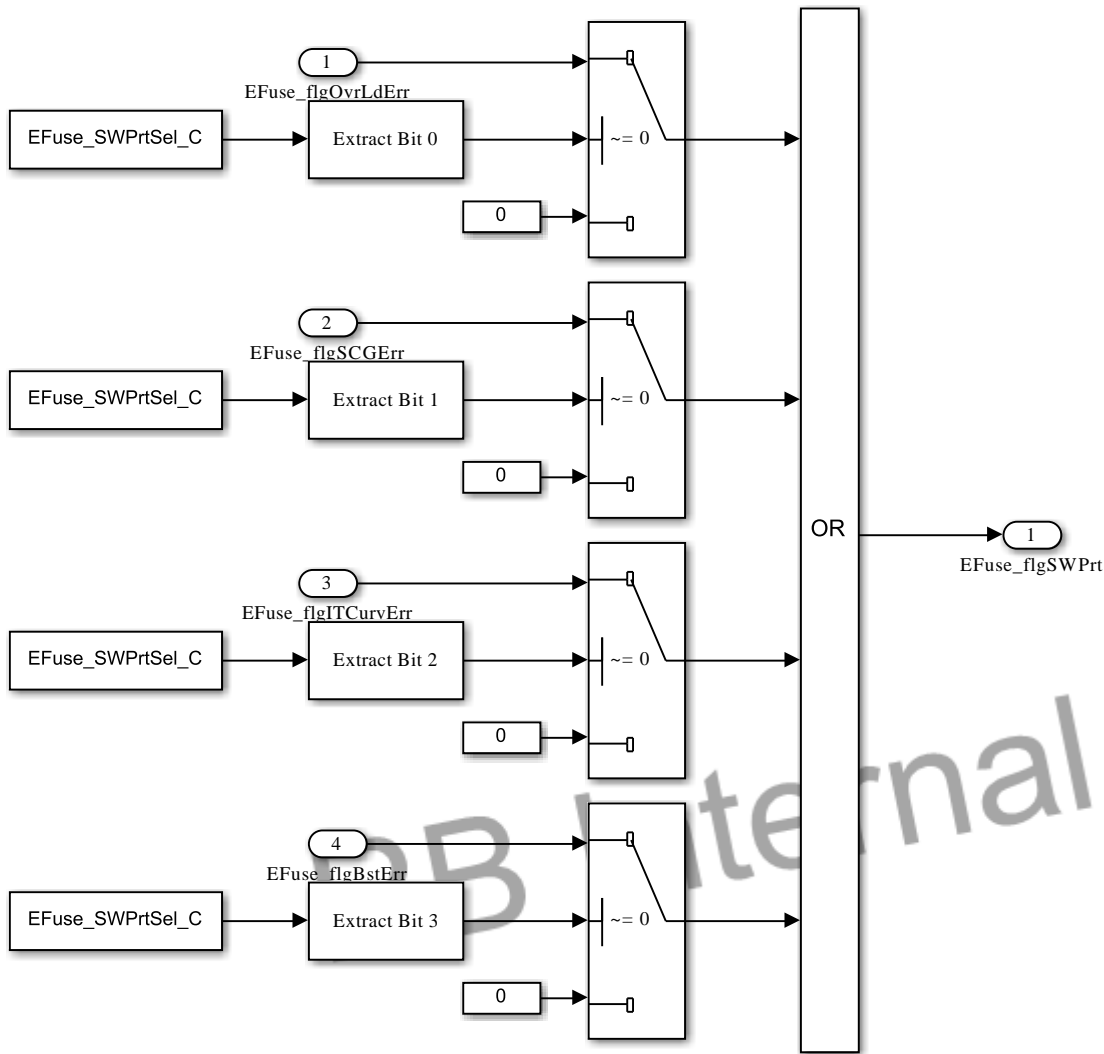 1
EFuse_flgOvrLdErr
EFuse_SWPrtSel_C
Extract Bit 0
~= 0
0
2
EFuse_flgSCGErr
EFuse_SWPrtSel_C
Extract Bit 1
~= 0
0
OR
1
EFuse_flgSWPrt
3
EFuse_flgITCurvErr
EFuse_SWPrtSel_C
Extract Bit 2
~= 0
0
4
EFuse_flgBstErr
EFuse_SWPrtSel_C
Extract Bit 3
~= 0
0
Internal